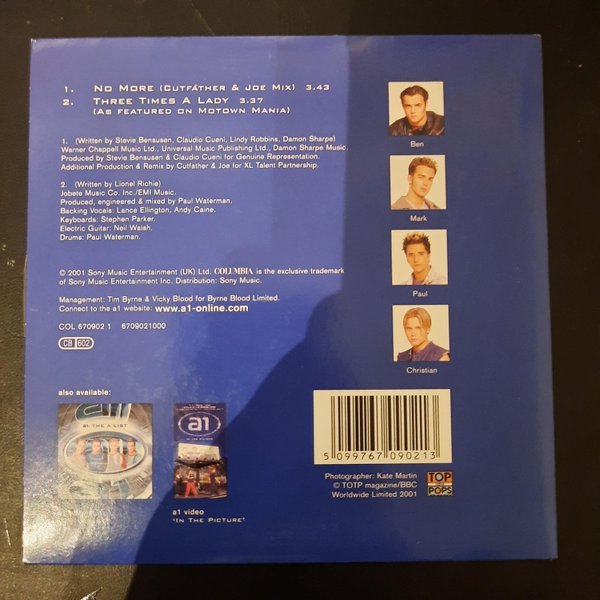 1. No More (Cutfather & Joe Mix) 3.43
2. Three Times A Lady 3.37
(As featured on Motown Mania)
1. (Written by Stevie Bensusen, Claudio Cueni, Lindy Robbins, Damon Sharpe)
Warner Chappell Music Ltd., Universal Music Publishing Ltd., Damon Sharpe Music.
Produced by Stevie Bensusen & Claudio Cueni for Genuine Representation.
Additional Production & Remix by Cutfather & Joe for XL Talent Partnership.
2. (Written by Lionel Richie)
Jobete Music Co. Inc./EMI Music.
Produced, engineered & mixed by Paul Waterman.
Backing Vocals: Lance Ellington, Andy Caine.
Keyboards: Stephen Parker.
Electric Guitar: Neil Walsh.
Drums: Paul Waterman.
© 2001 Sony Music Entertainment (UK) Ltd. COLUMBIA is the exclusive trademark
of Sony Music Entertainment Inc. Distribution: Sony Music.
Management: Tim Byrne & Vicky Blood for Byrne Blood Limited.
Connect to the a1 website: www.a1-online.com
COL 670902 1 6709021000
CB 602
Ben
Mark
Paul
Christian
also available:
a1: THE A LIST
a1
IN THE PICTURE
a1 video
'In The Picture'
5 099767 090213
Photographer: Kate Martin
© TOTP magazine/BBC
Worldwide Limited 2001
TOP
POPS